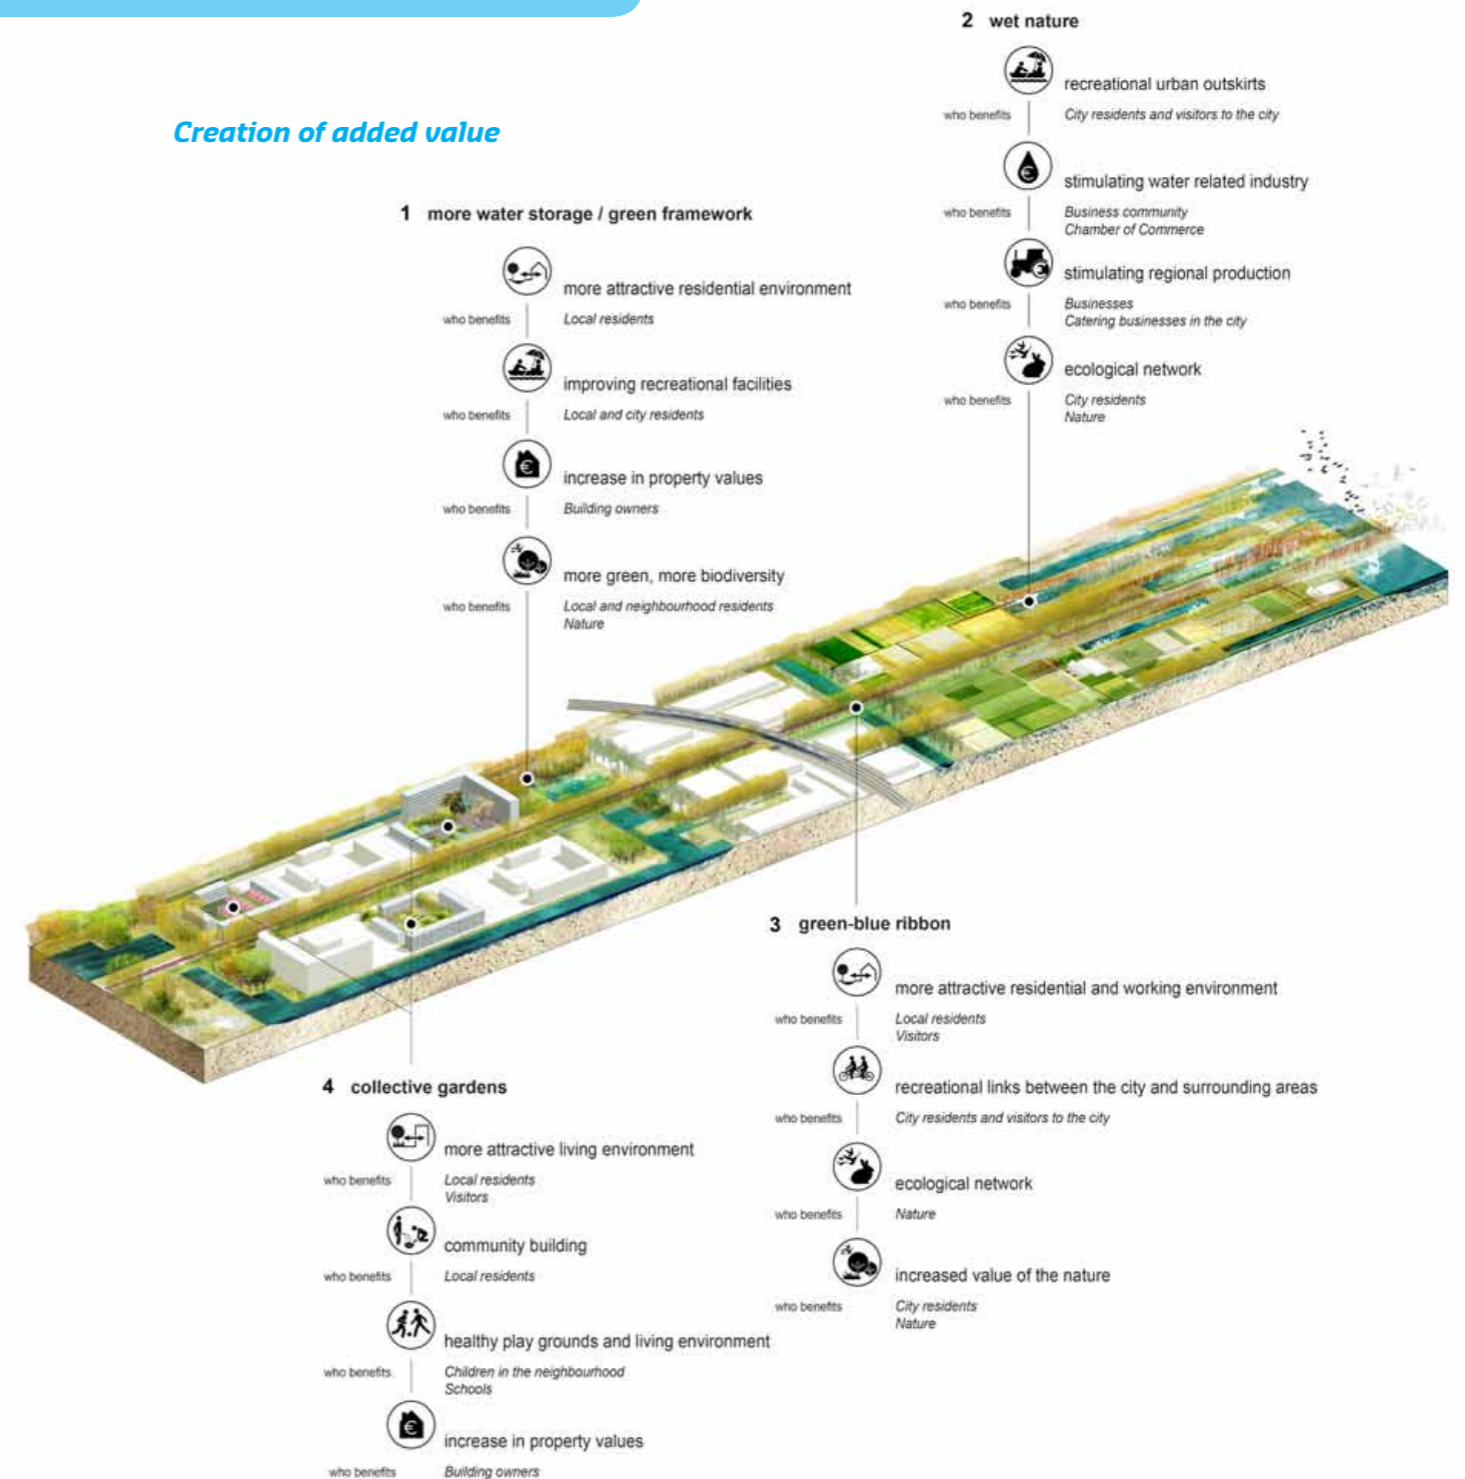 Creation of added value
1 more water storage / green framework
more attractive residential environment
who benefits Local residents
improving recreational facilities
who benefits Local and city residents
€
increase in property values
who benefits Building owners
more green, more biodiversity
who benefits Local and neighbourhood residents
Nature
2 wet nature
recreational urban outskirts
who benefits City residents and visitors to the city
€
stimulating water related industry
who benefits Business community
Chamber of Commerce
€
stimulating regional production
who benefits Businesses
Catering businesses in the city
ecological network
who benefits City residents
Nature
3 green-blue ribbon
more attractive residential and working environment
who benefits Local residents
Visitors
recreational links between the city and surrounding areas
who benefits City residents and visitors to the city
ecological network
who benefits Nature
increased value of the nature
who benefits City residents
Nature
4 collective gardens
more attractive living environment
who benefits Local residents
Visitors
community building
who benefits Local residents
healthy play grounds and living environment
who benefits Children in the neighbourhood
Schools
€
increase in property values
who benefits Building owners